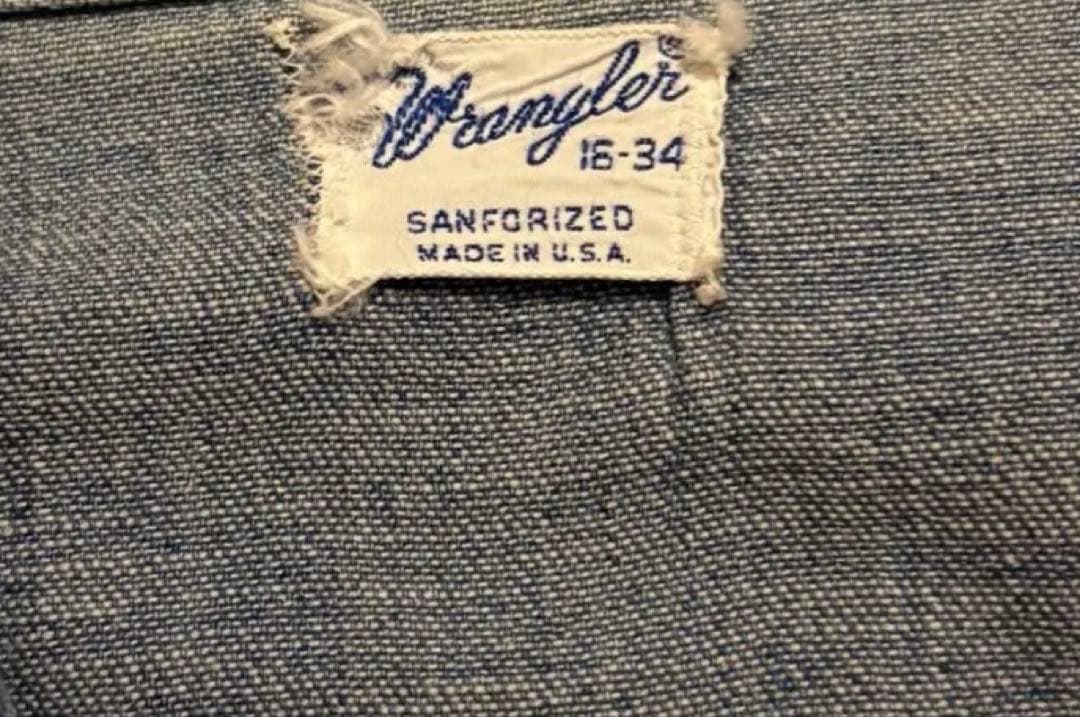 Wrangler®
16-34
SANFORIZED
MADE IN U.S.A.